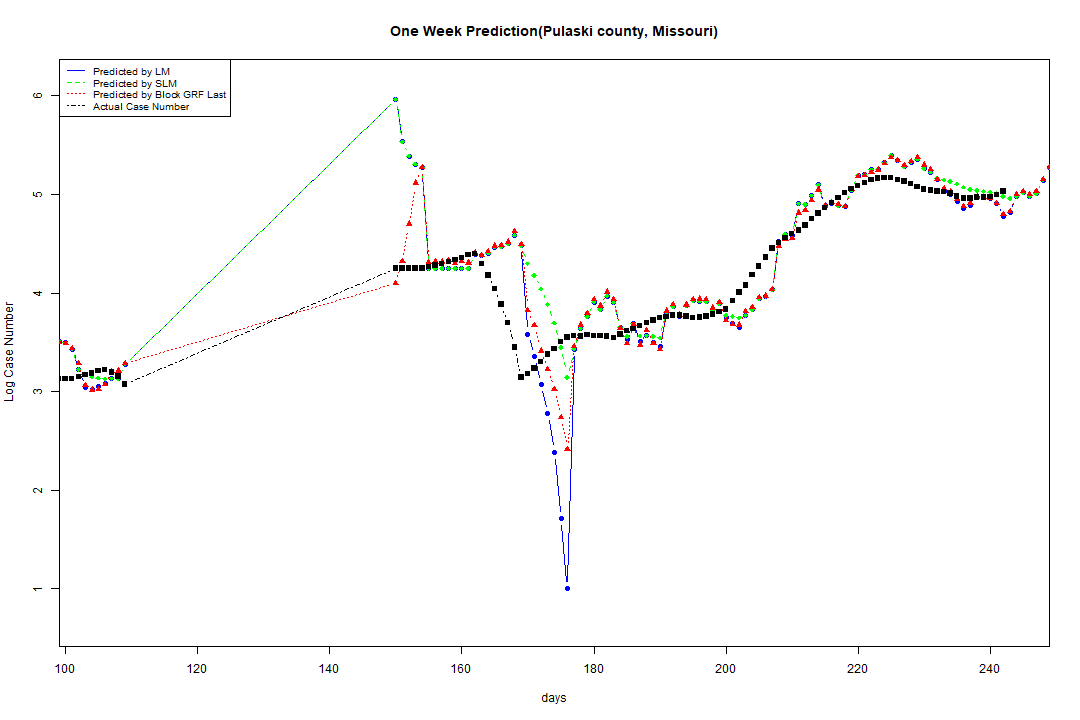 One Week Prediction(Pulaski county, Missouri)
Predicted by LM
Predicted by SLM
Predicted by Block GRF Last
Actual Case Number
Log Case Number
6
5
4
3
2
1
100 120 140 160 180 200 220 240
days